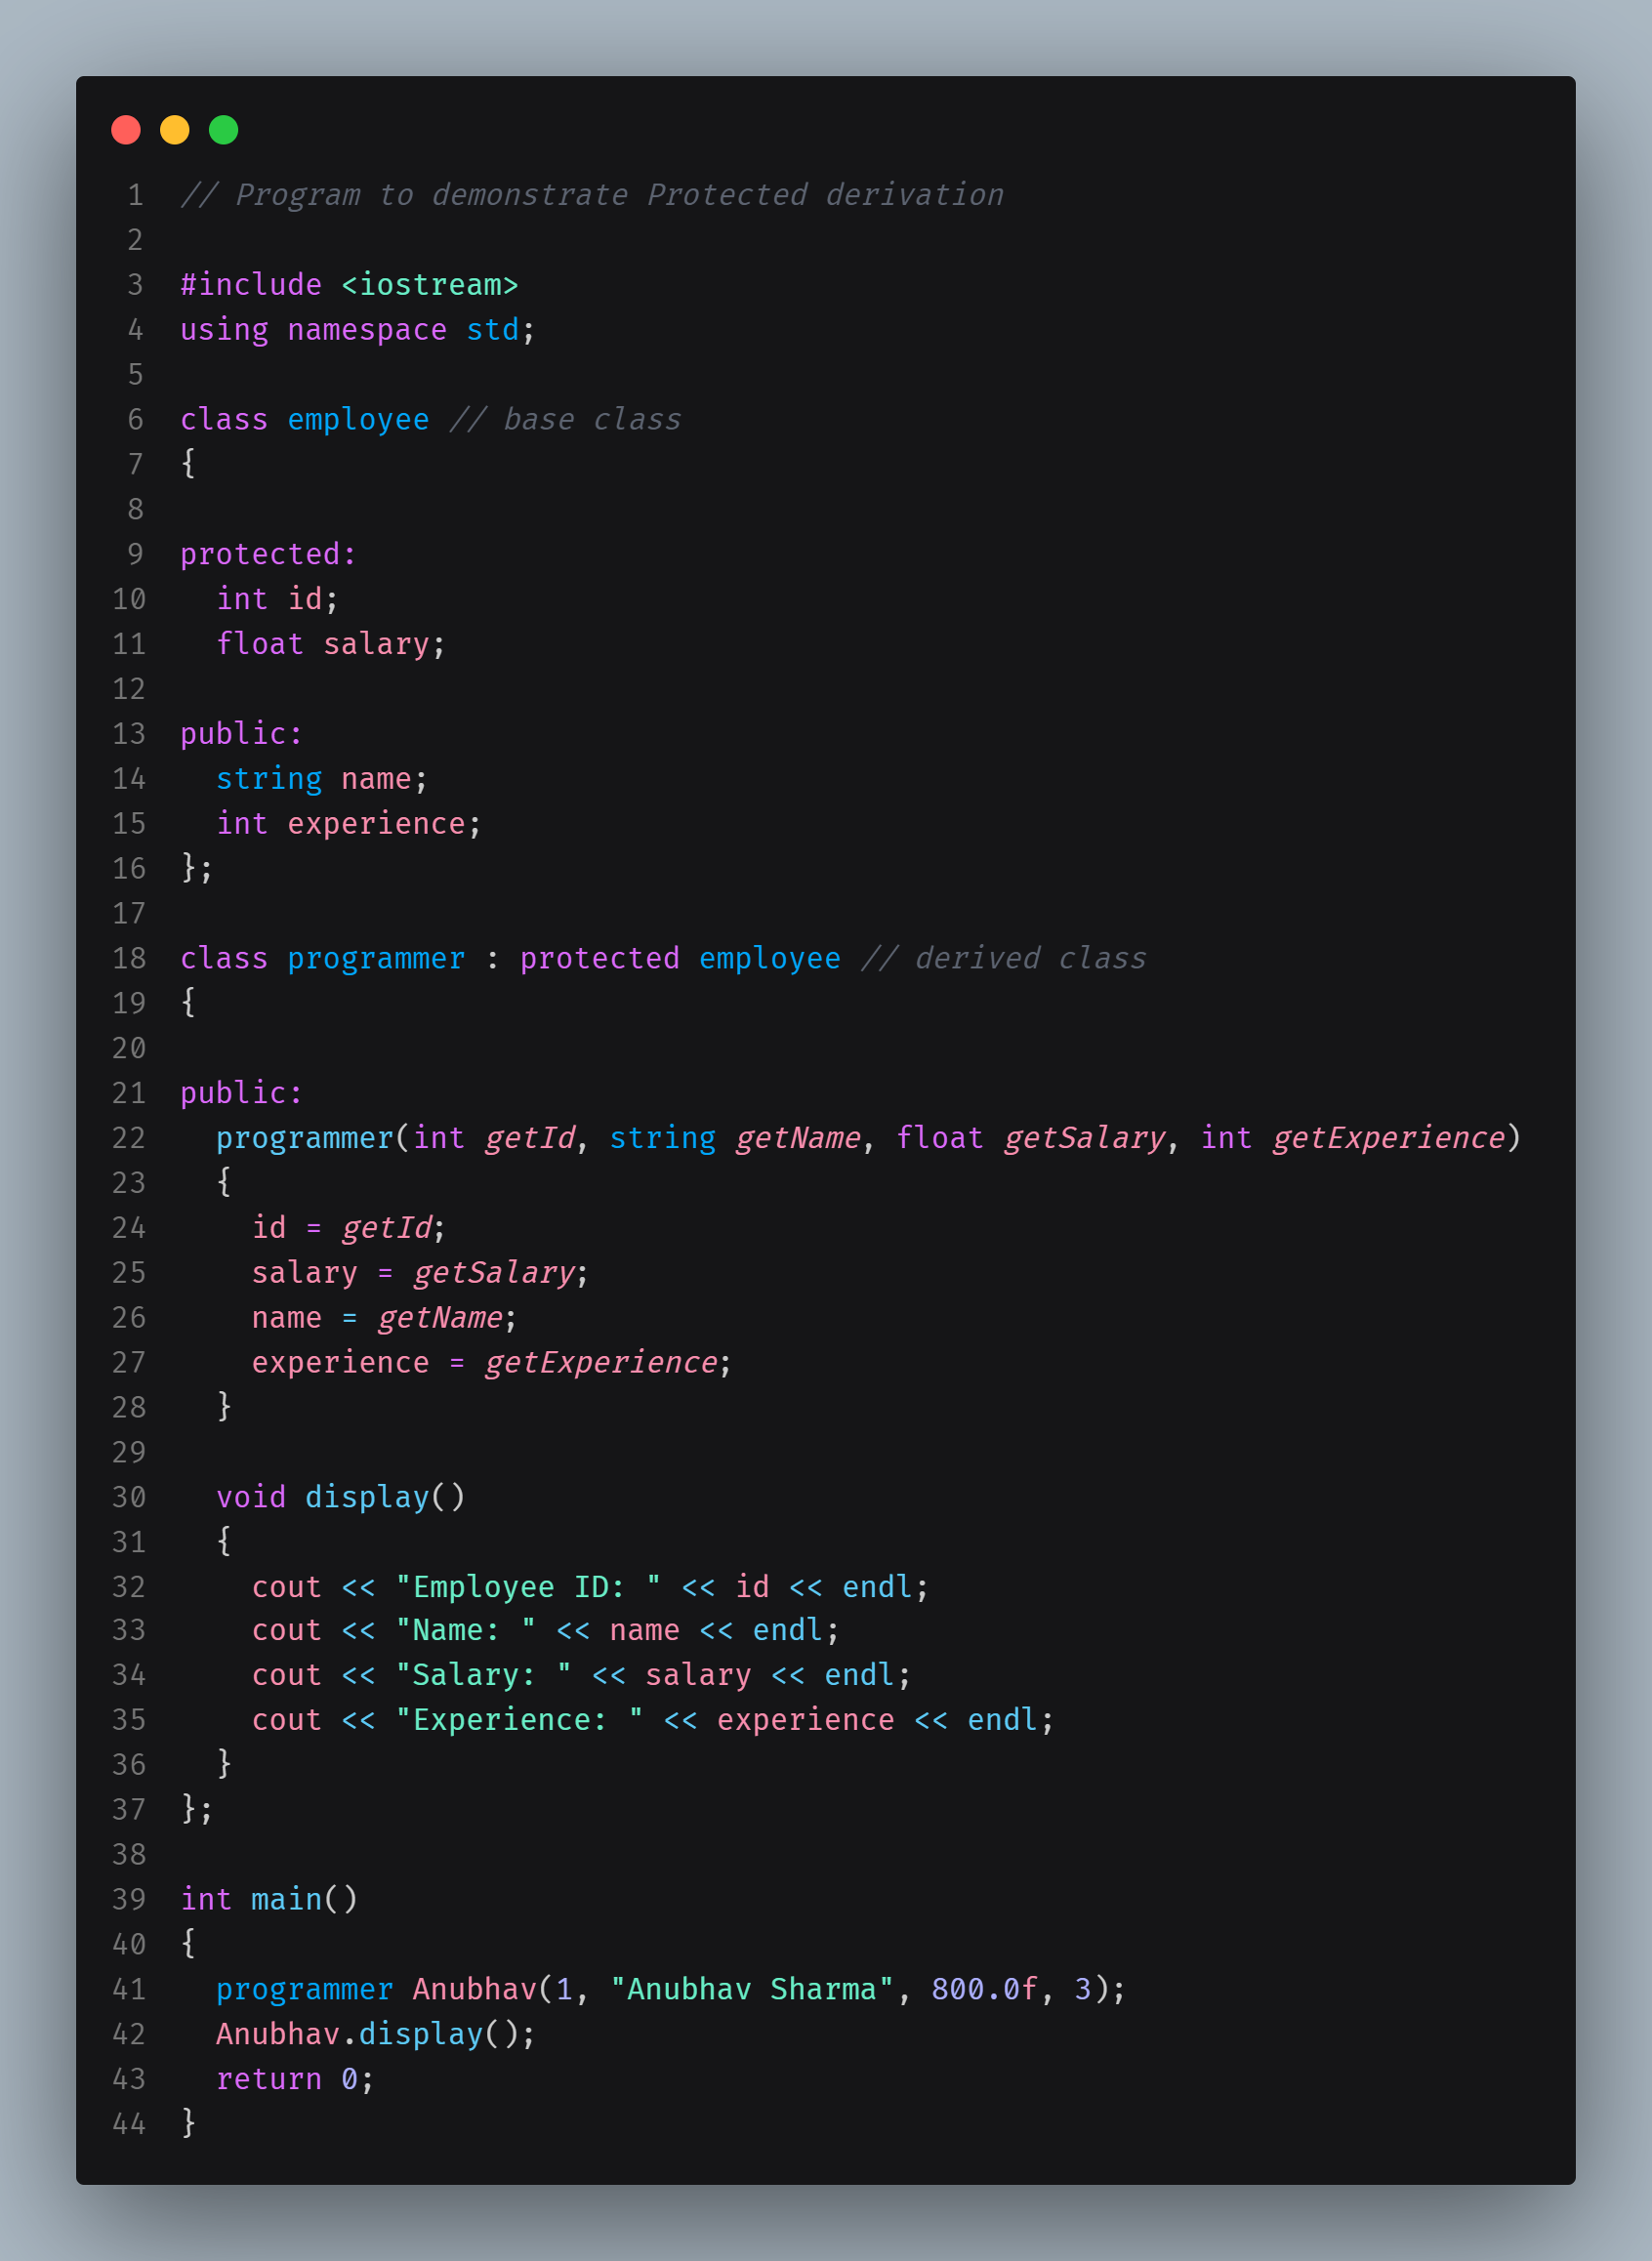 1 // Program to demonstrate Protected derivation
2
3 #include <iostream>
4 using namespace std;
5
6 class employee // base class
7 {
8
9 protected:
10   int id;
11   float salary;
12
13 public:
14   string name;
15   int experience;
16 };
17
18 class programmer : protected employee // derived class
19 {
20
21 public:
22   programmer(int getId, string getName, float getSalary, int getExperience)
23   {
24     id = getId;
25     salary = getSalary;
26     name = getName;
27     experience = getExperience;
28   }
29
30   void display()
31   {
32     cout << "Employee ID: " << id << endl;
33     cout << "Name: " << name << endl;
34     cout << "Salary: " << salary << endl;
35     cout << "Experience: " << experience << endl;
36   }
37 };
38
39 int main()
40 {
41   programmer Anubhav(1, "Anubhav Sharma", 800.0f, 3);
42   Anubhav.display();
43   return 0;
44 }